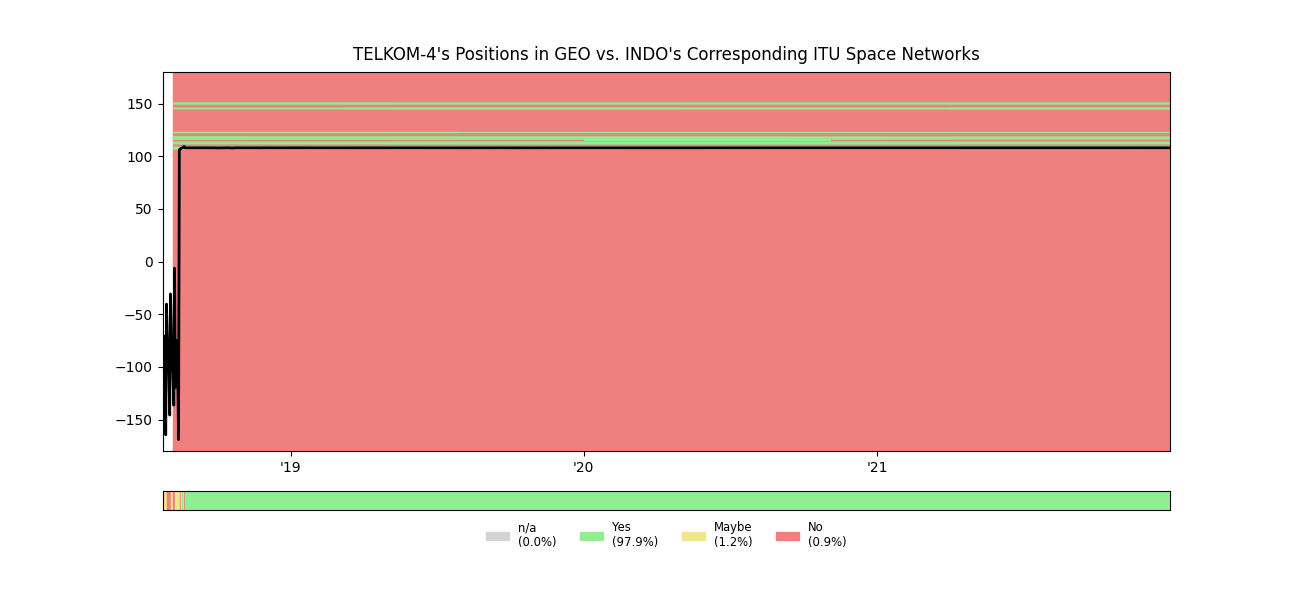 TELKOM-4's Positions in GEO vs. INDO's Corresponding ITU Space Networks
150
100
50
0
−50
−100
−150
'19 '20 '21
n/a Yes Maybe No
(0.0%) (97.9%) (1.2%) (0.9%)